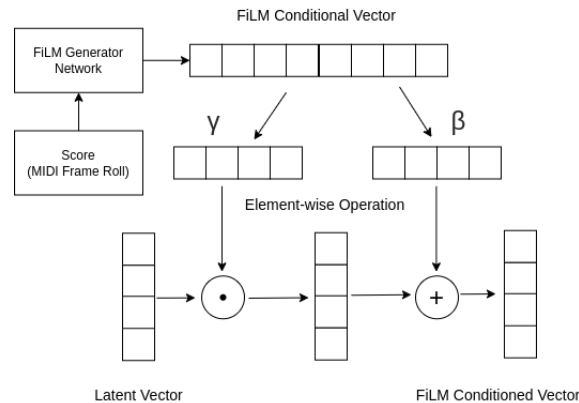 FiLM Conditional Vector
FiLM Generator
Network
γ
β
Score
(MIDI Frame Roll)
Element-wise Operation
+
Latent Vector
FiLM Conditioned Vector